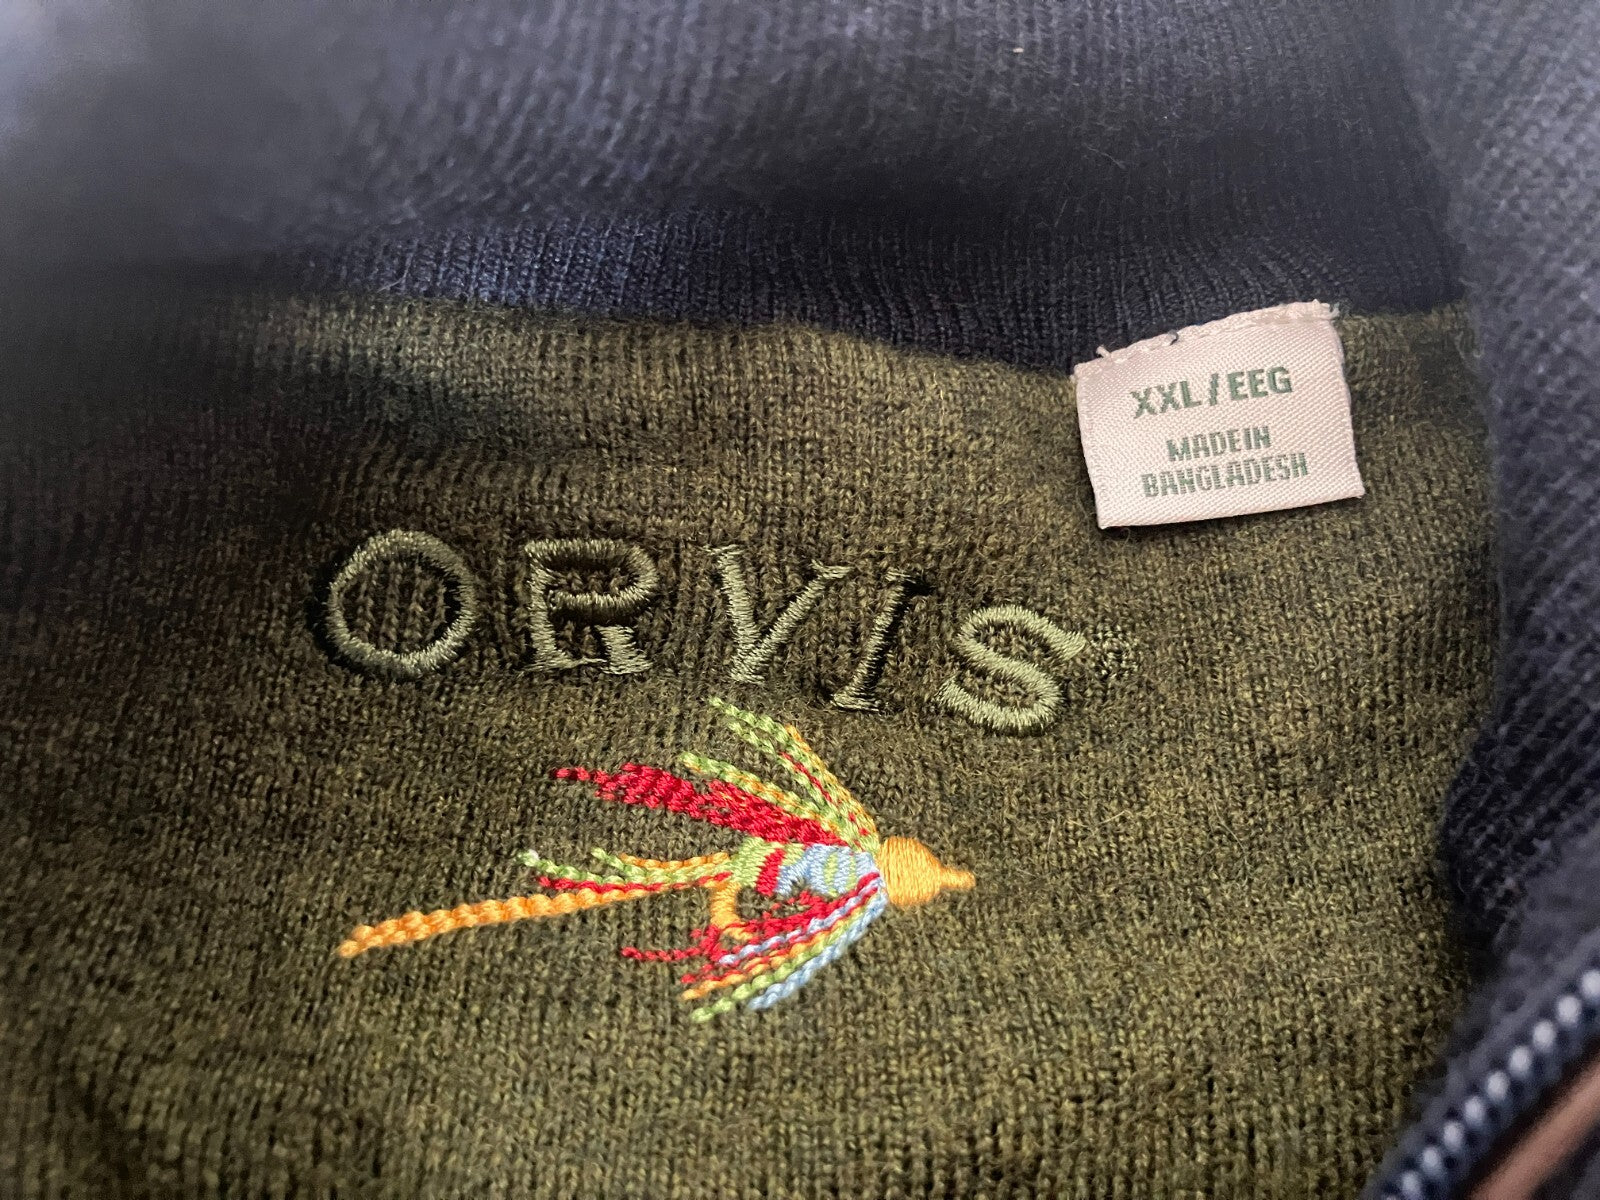 XXL / EEG
MADE IN
BANGLADESH
ORVIS